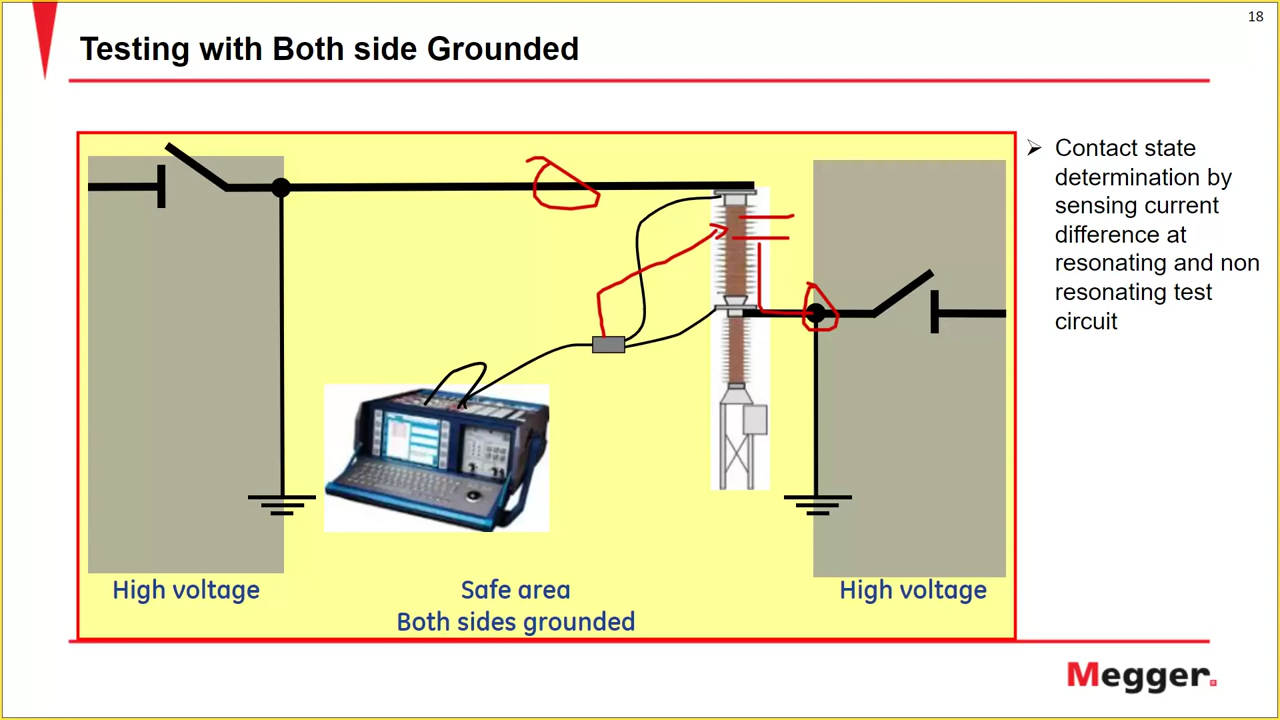 18
Testing with Both side Grounded
➢ Contact state
determination by
sensing current
difference at
resonating and non
resonating test
circuit
High voltage
Safe area
High voltage
Both sides grounded
Megger.